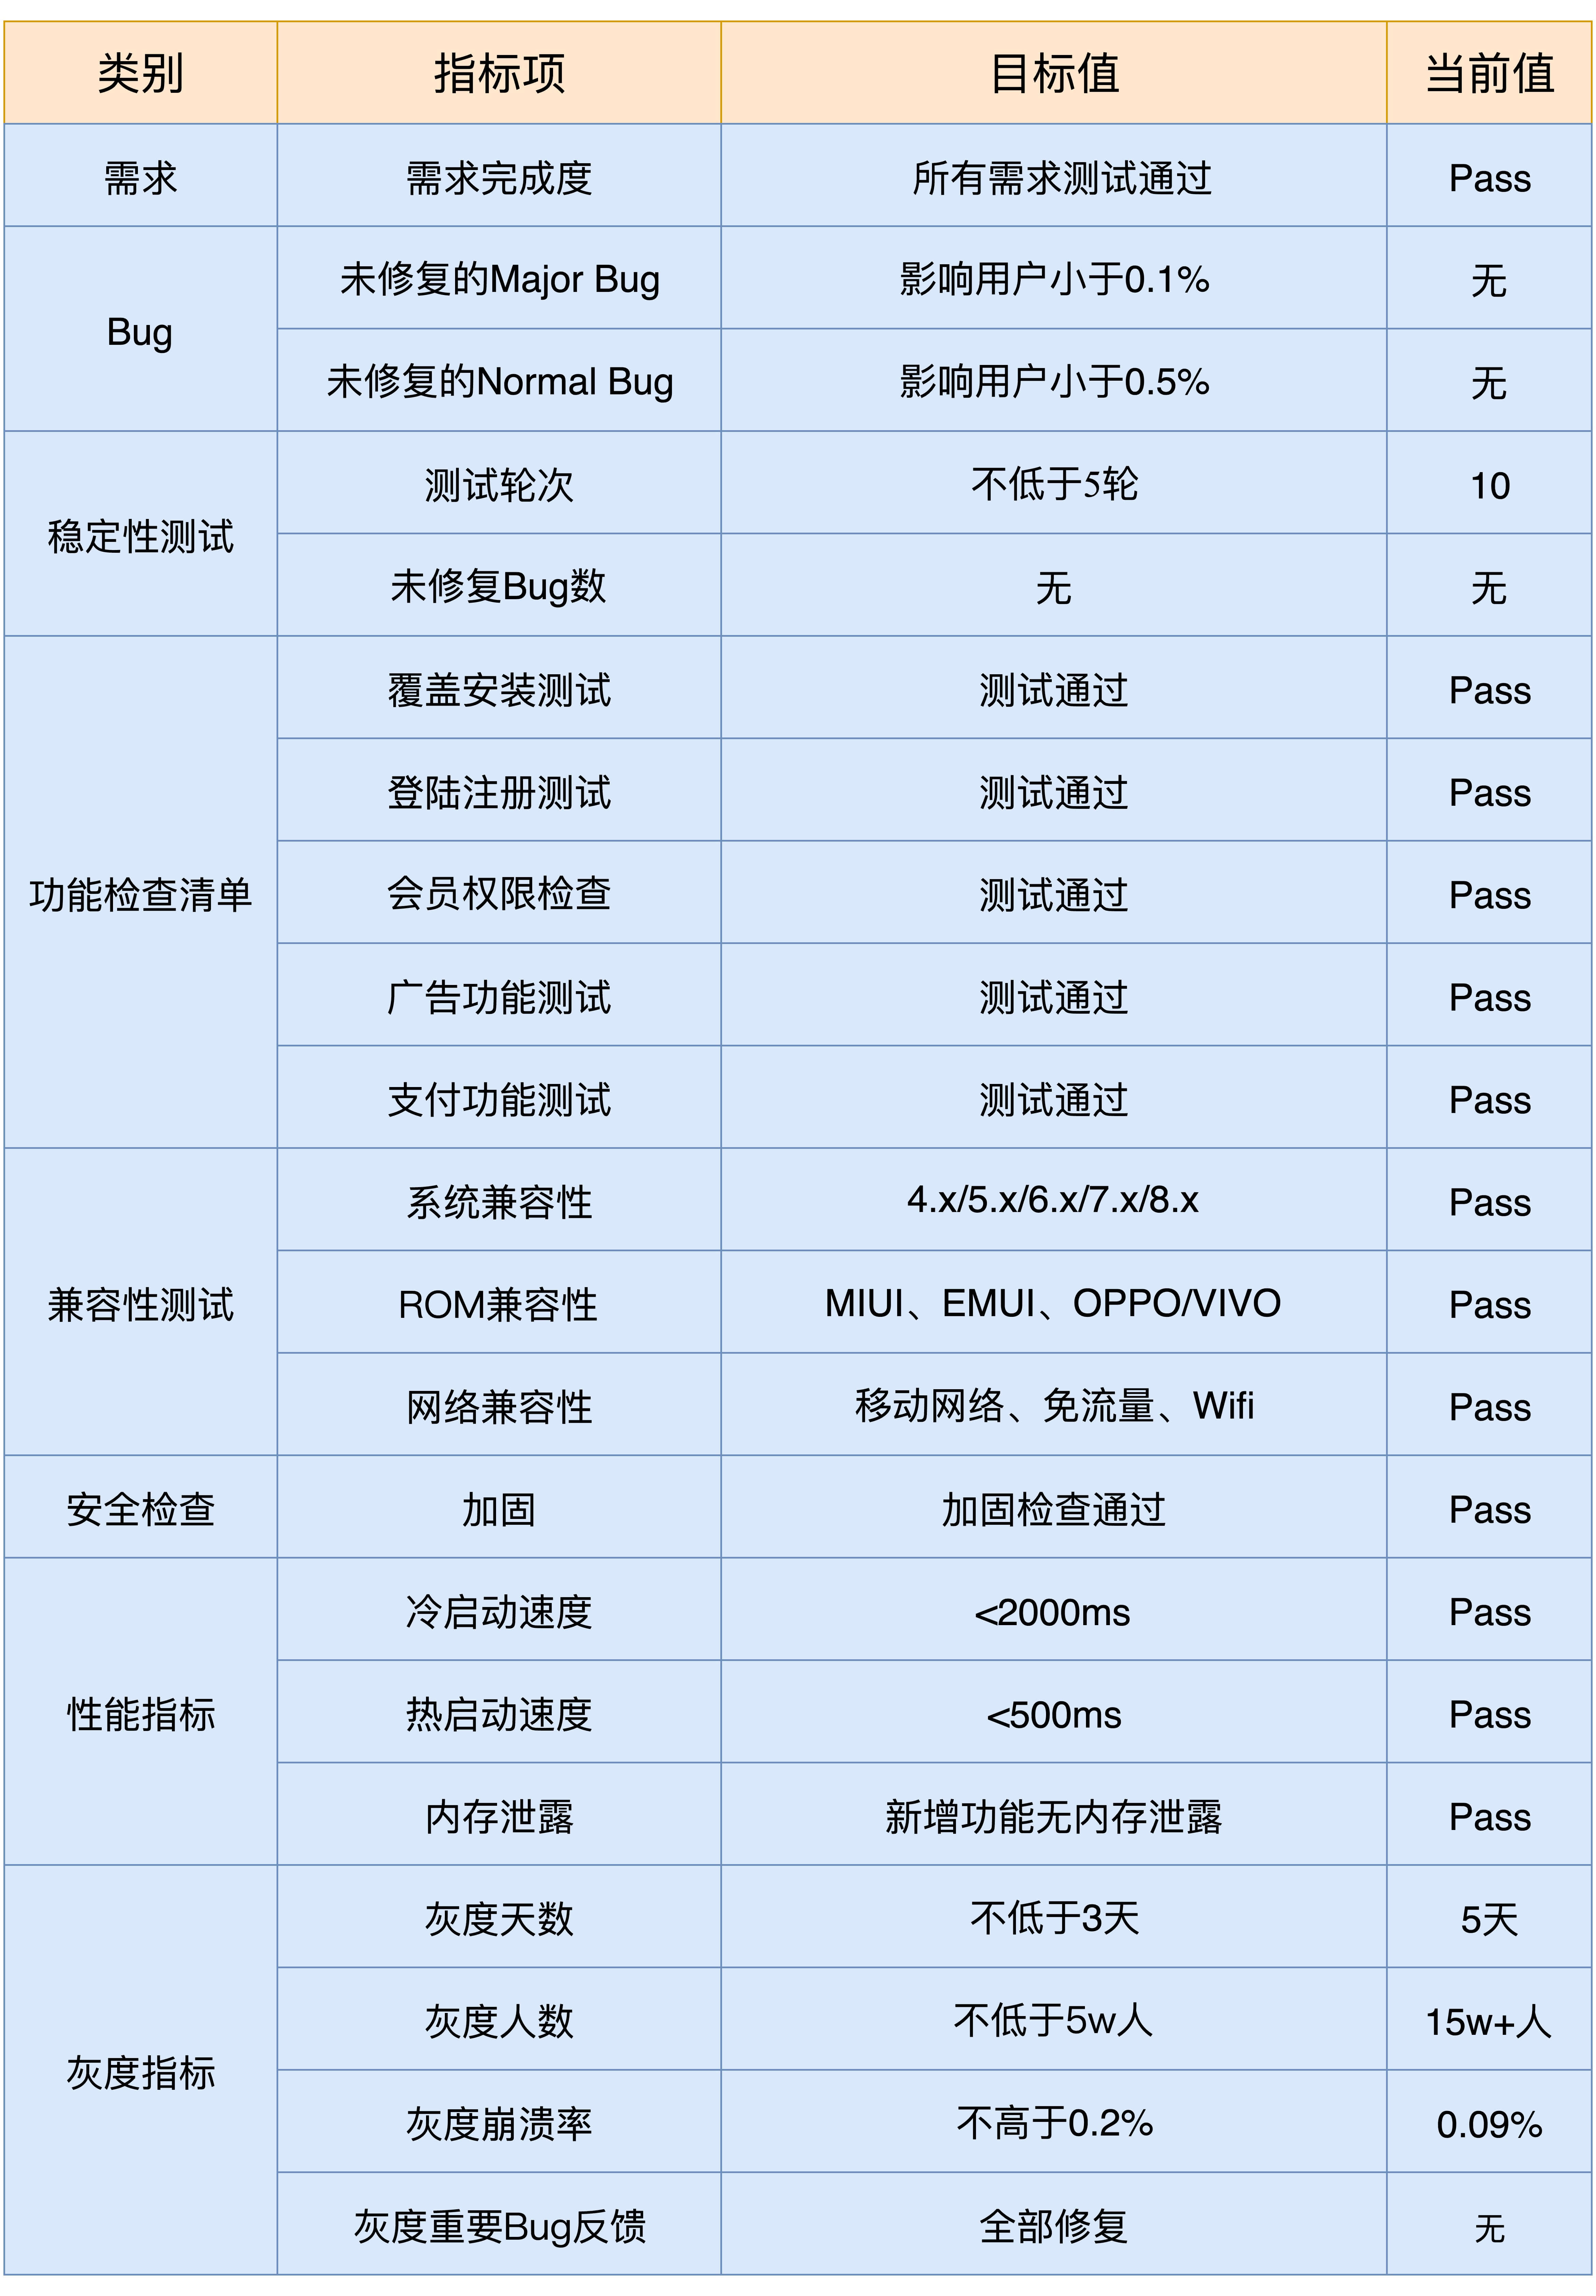 类别 指标项 目标值 当前值
需求 需求完成度 所有需求测试通过 Pass
Bug 未修复的Major Bug 影响用户小于0.1% 无
未修复的Normal Bug 影响用户小于0.5% 无
稳定性测试 测试轮次 不低于5轮 10
未修复Bug数 无 无
功能检查清单 覆盖安装测试 测试通过 Pass
登陆注册测试 测试通过 Pass
会员权限检查 测试通过 Pass
广告功能测试 测试通过 Pass
支付功能测试 测试通过 Pass
兼容性测试 系统兼容性 4.x/5.x/6.x/7.x/8.x Pass
ROM兼容性 MIUI、EMUI、OPPO/VIVO Pass
网络兼容性 移动网络、免流量、Wifi Pass
安全检查 加固 加固检查通过 Pass
性能指标 冷启动速度 <2000ms Pass
热启动速度 <500ms Pass
内存泄露 新增功能无内存泄露 Pass
灰度指标 灰度天数 不低于3天 5天
灰度人数 不低于5w人 15w+人
灰度崩溃率 不高于0.2% 0.09%
灰度重要Bug反馈 全部修复 无